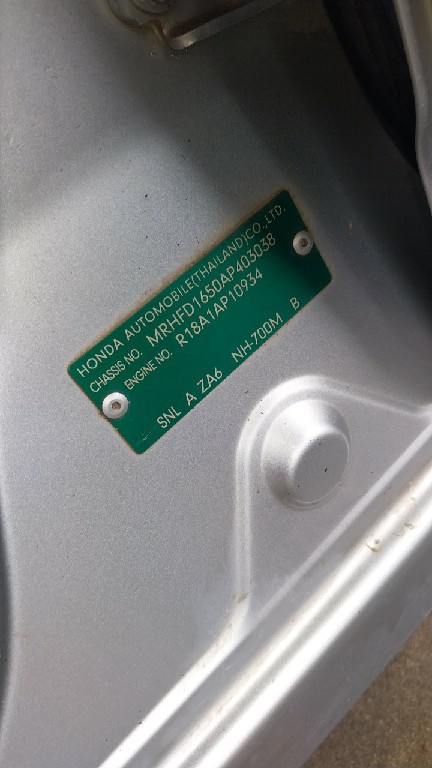 HONDA AUTOMOBILE(THAILAND)CO.,LTD.
CHASSIS NO. MRHFD1650AP403038
ENGINE NO. R18A1AP10934
SNL A ZA6 NH-700M B